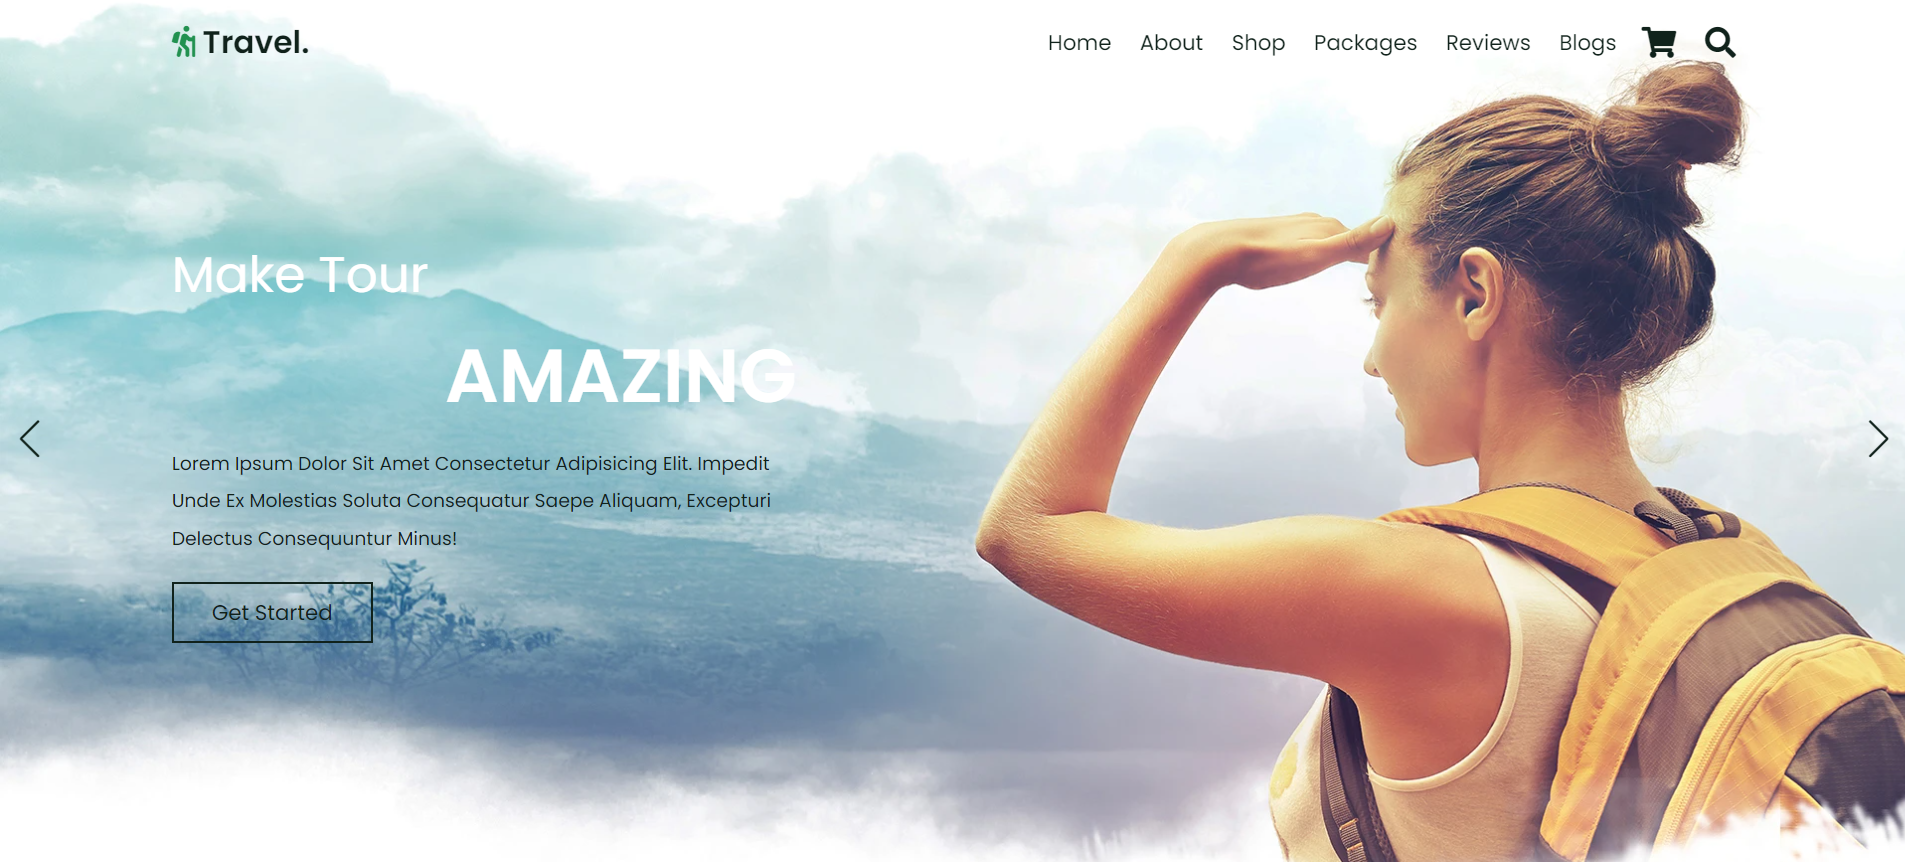 Travel.
Home About Shop Packages Reviews Blogs
Make Tour
AMAZING
Lorem Ipsum Dolor Sit Amet Consectetur Adipisicing Elit. Impedit
Unde Ex Molestias Soluta Consequatur Saepe Aliquam, Excepturi
Delectus Consequuntur Minus!
Get Started